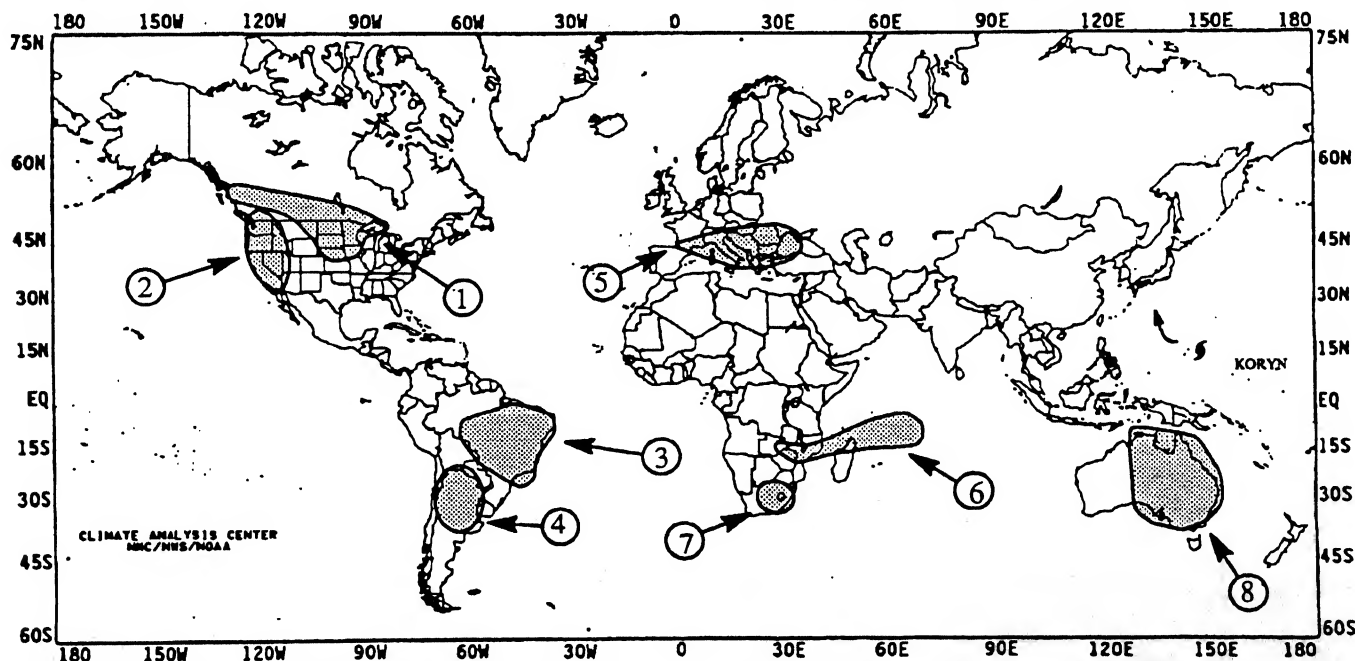 180 150W 120W 90W 60W 30W 0 30E 60E 90E 120E 150E 180
75N 75N
60N 60N
45N 45N
2 1 5
30N 30N
15N 15N
KORYN
EQ EQ
15S 3 15S
6
30S 4 7 30S
CLIMATE ANALYSIS CENTER
NMC/NWS/NOAA
45S 45S
8
60S 60S
180 150W 120W 90W 60W 30W 0 30E 60E 90E 120E 150E 180